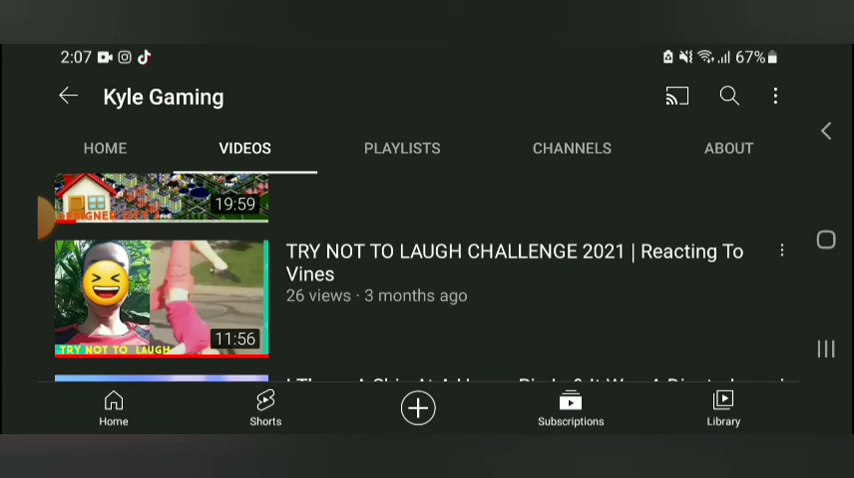 2:07
67%
Kyle Gaming
HOME VIDEOS PLAYLISTS CHANNELS ABOUT
19:59
TRY NOT TO LAUGH CHALLENGE 2021 | Reacting To
Vines
26 views · 3 months ago
11:56
TRY NOT TO LAUGH
Home Shorts Subscriptions Library